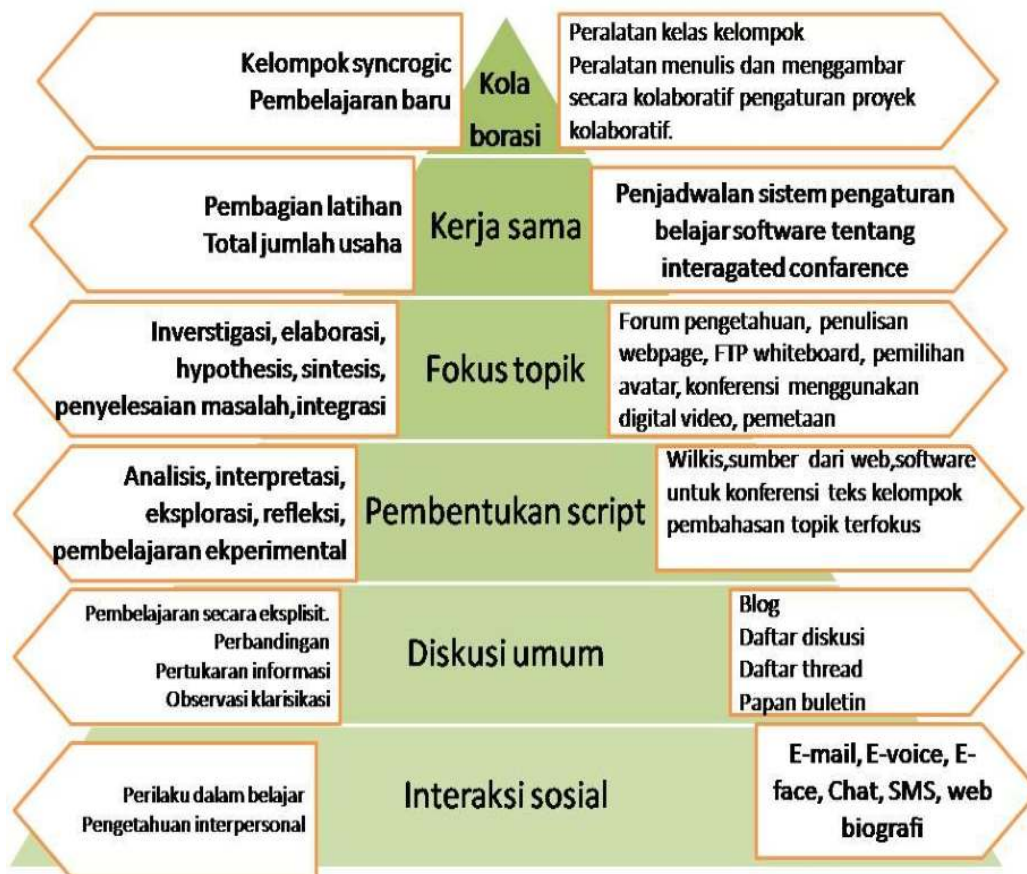 Kelompok syncrogic
Pembelajaran baru
Kola
borasi
Peralatan kelas kelompok
Peralatan menulis dan menggambar
secara kolaboratif pengaturan proyek
kolaboratif.
Pembagian latihan
Total jumlah usaha
Kerja sama
Penjadwalan sistem pengaturan
belajar software tentang
interagated confarence
Inverstigasi, elaborasi,
hypothesis, sintesis,
penyelesaian masalah,integrasi
Fokus topik
Forum pengetahuan, penulisan
webpage, FTP whiteboard, pemilihan
avatar, konferensi menggunakan
digital video, pemetaan
Analisis, interpretasi,
eksplorasi, refleksi,
pembelajaran ekperimental
Pembentukan script
Wilkis,sumber dari web,software
untuk konferensi teks kelompok
pembahasan topik terfokus
Pembelajaran secara eksplisit.
Perbandingan
Pertukaran informasi
Observasi klarisikasi
Diskusi umum
Blog
Daftar diskusi
Daftar thread
Papan buletin
Perilaku dalam belajar
Pengetahuan interpersonal
Interaksi sosial
E-mail, E-voice, E-
face, Chat, SMS, web
biografi